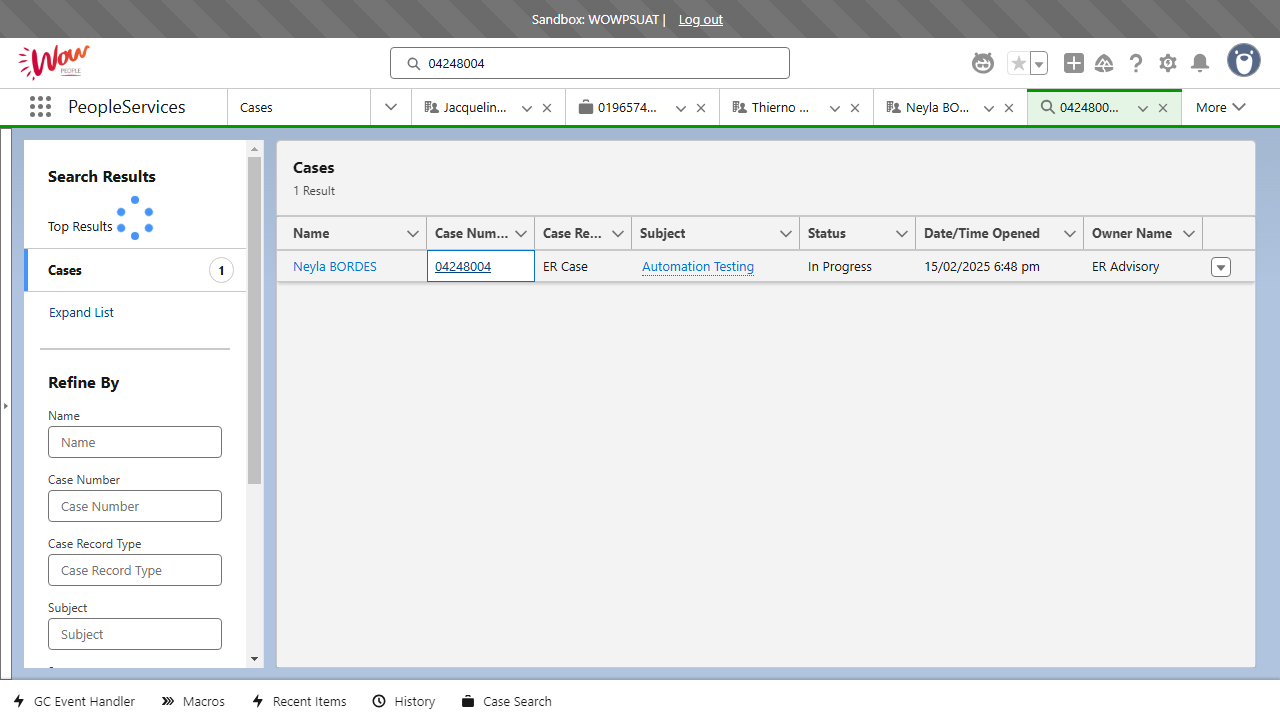 Sandbox: WOWPSUAT | Log out
Wow PEOPLE
04248004
PeopleServices
Cases
Jacquelin...
0196574...
Thierno ...
Neyla BO...
0424800...
More
Search Results
Top Results
Cases 1
Expand List
Refine By
Name
Name
Case Number
Case Number
Case Record Type
Case Record Type
Subject
Subject
Cases
1 Result
Name Case Num... Case Re... Subject Status Date/Time Opened Owner Name
Neyla BORDES 04248004 ER Case Automation Testing In Progress 15/02/2025 6:48 pm ER Advisory
GC Event Handler Macros Recent Items History Case Search